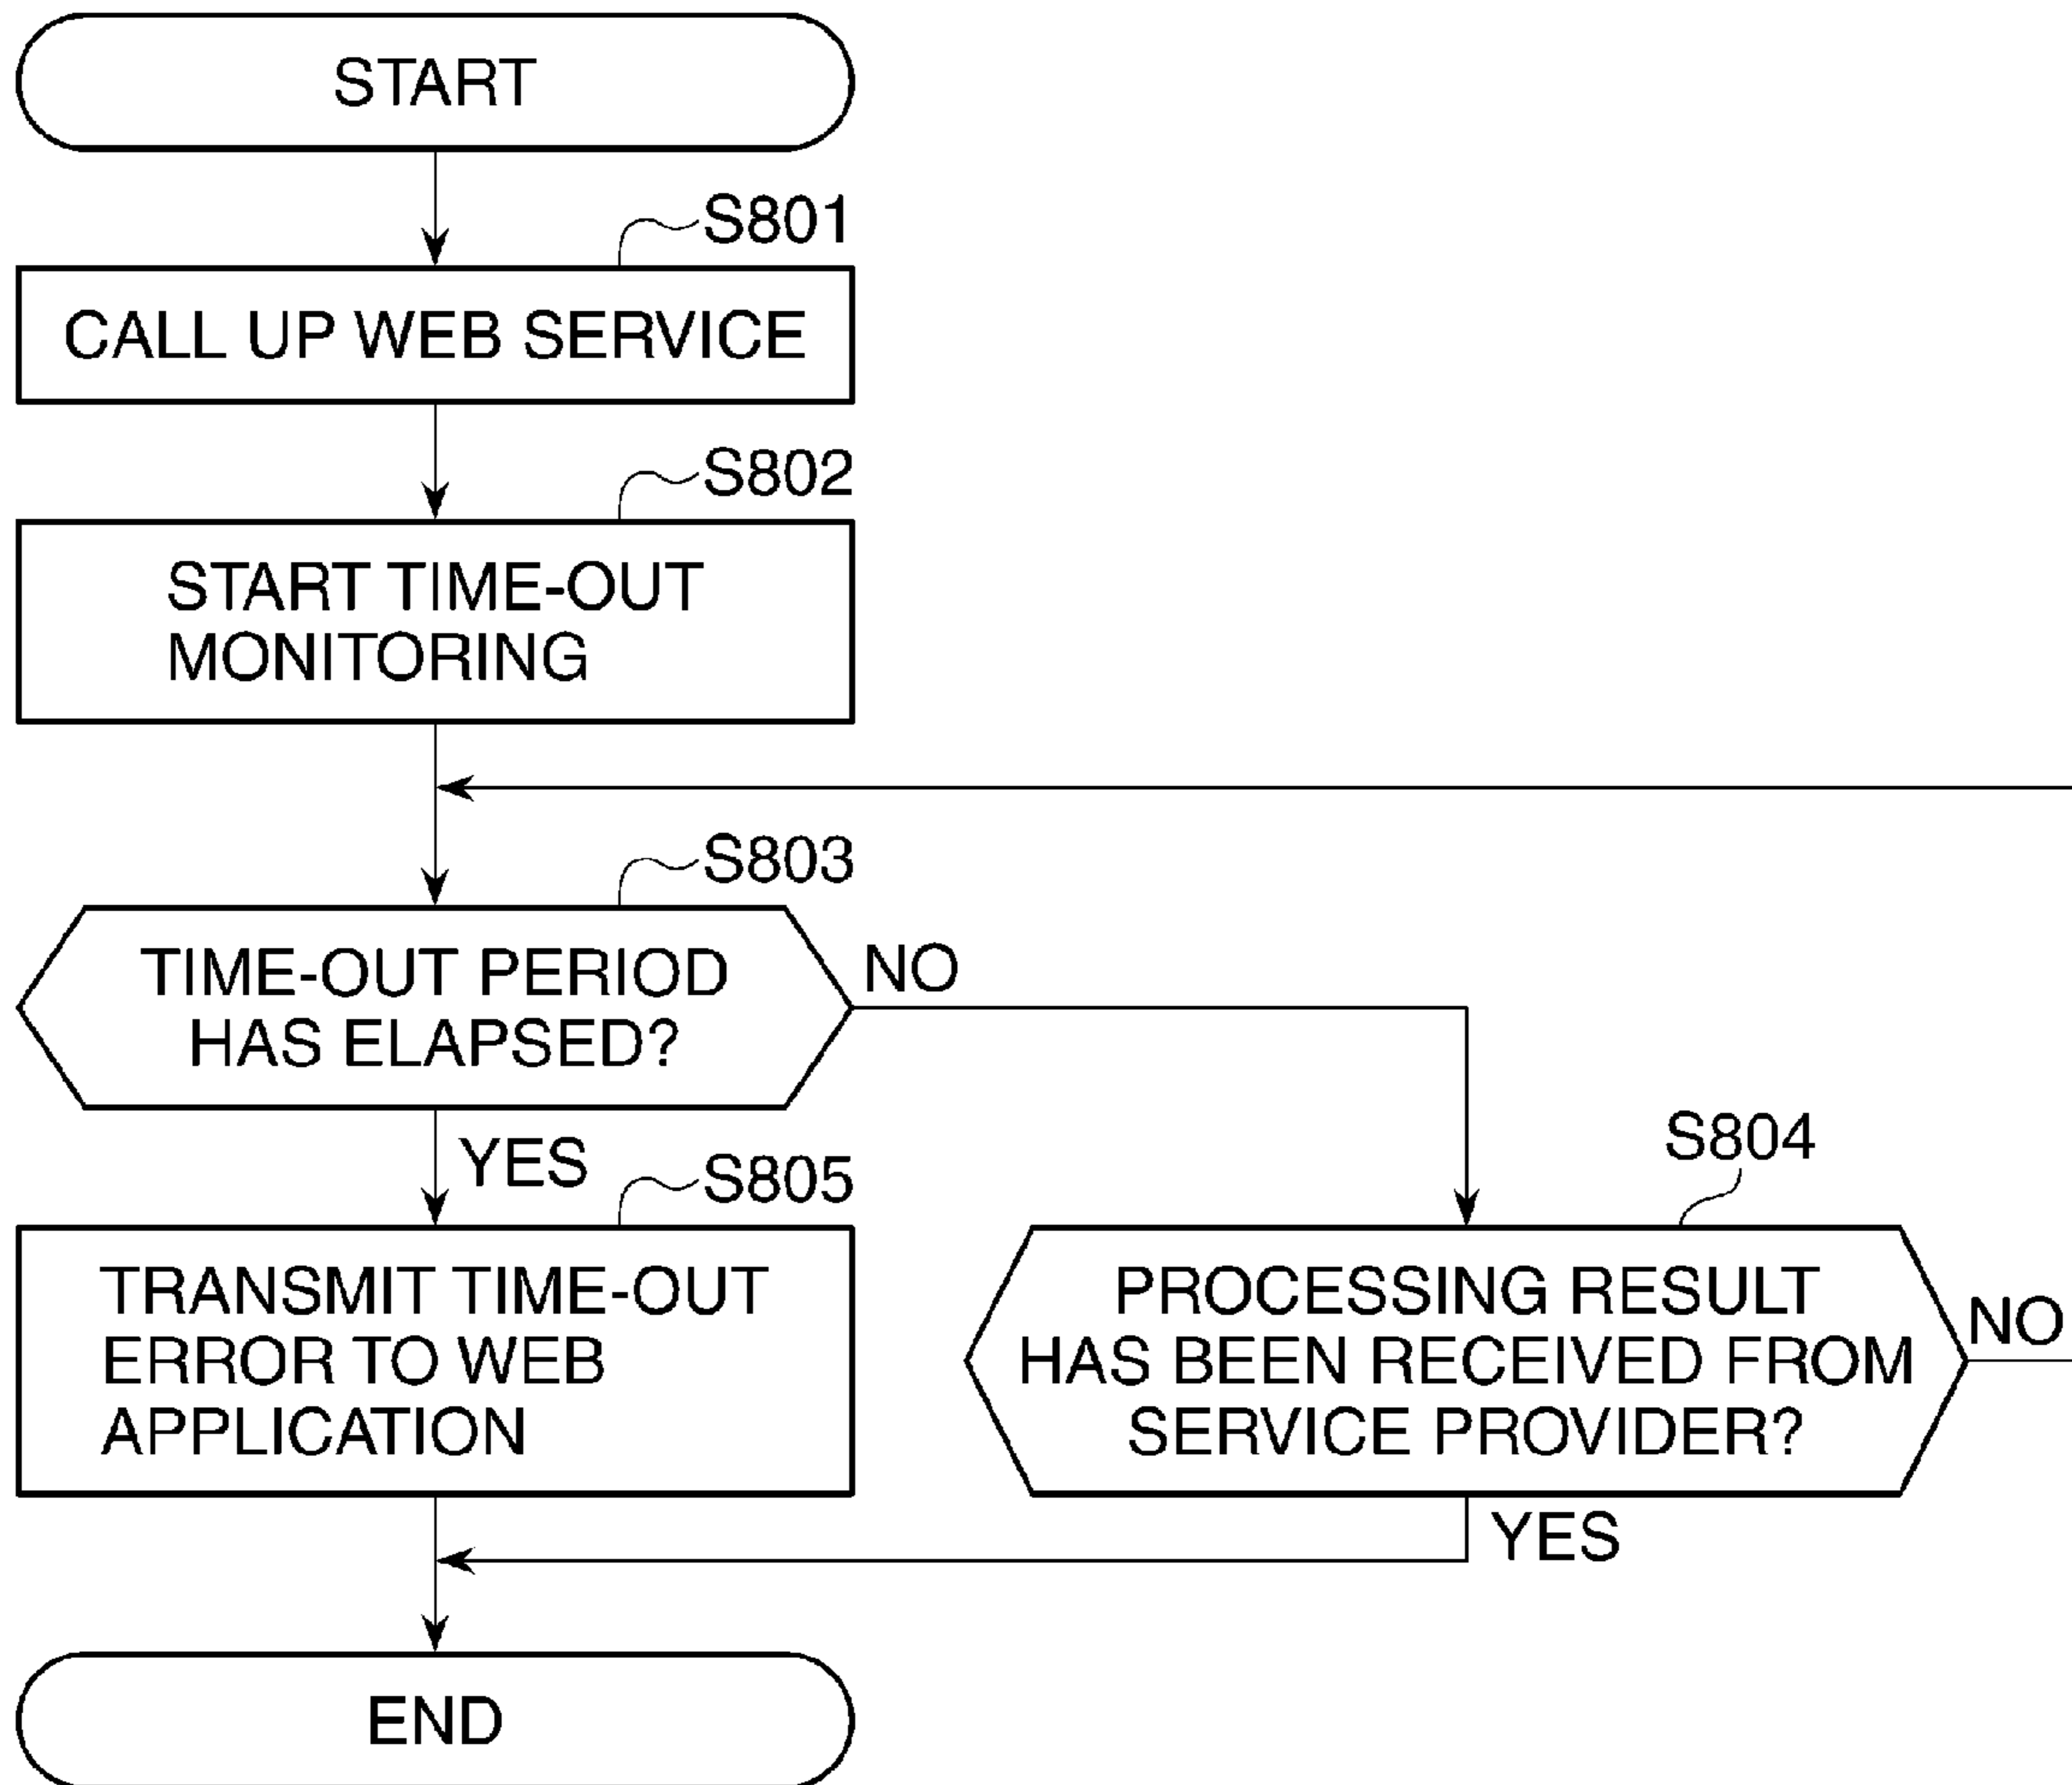 START
S801
CALL UP WEB SERVICE
S802
START TIME-OUT
MONITORING
S803
TIME-OUT PERIOD
HAS ELAPSED?
NO
YES
S805
TRANSMIT TIME-OUT
ERROR TO WEB
APPLICATION
S804
PROCESSING RESULT
HAS BEEN RECEIVED FROM
SERVICE PROVIDER?
NO
YES
END